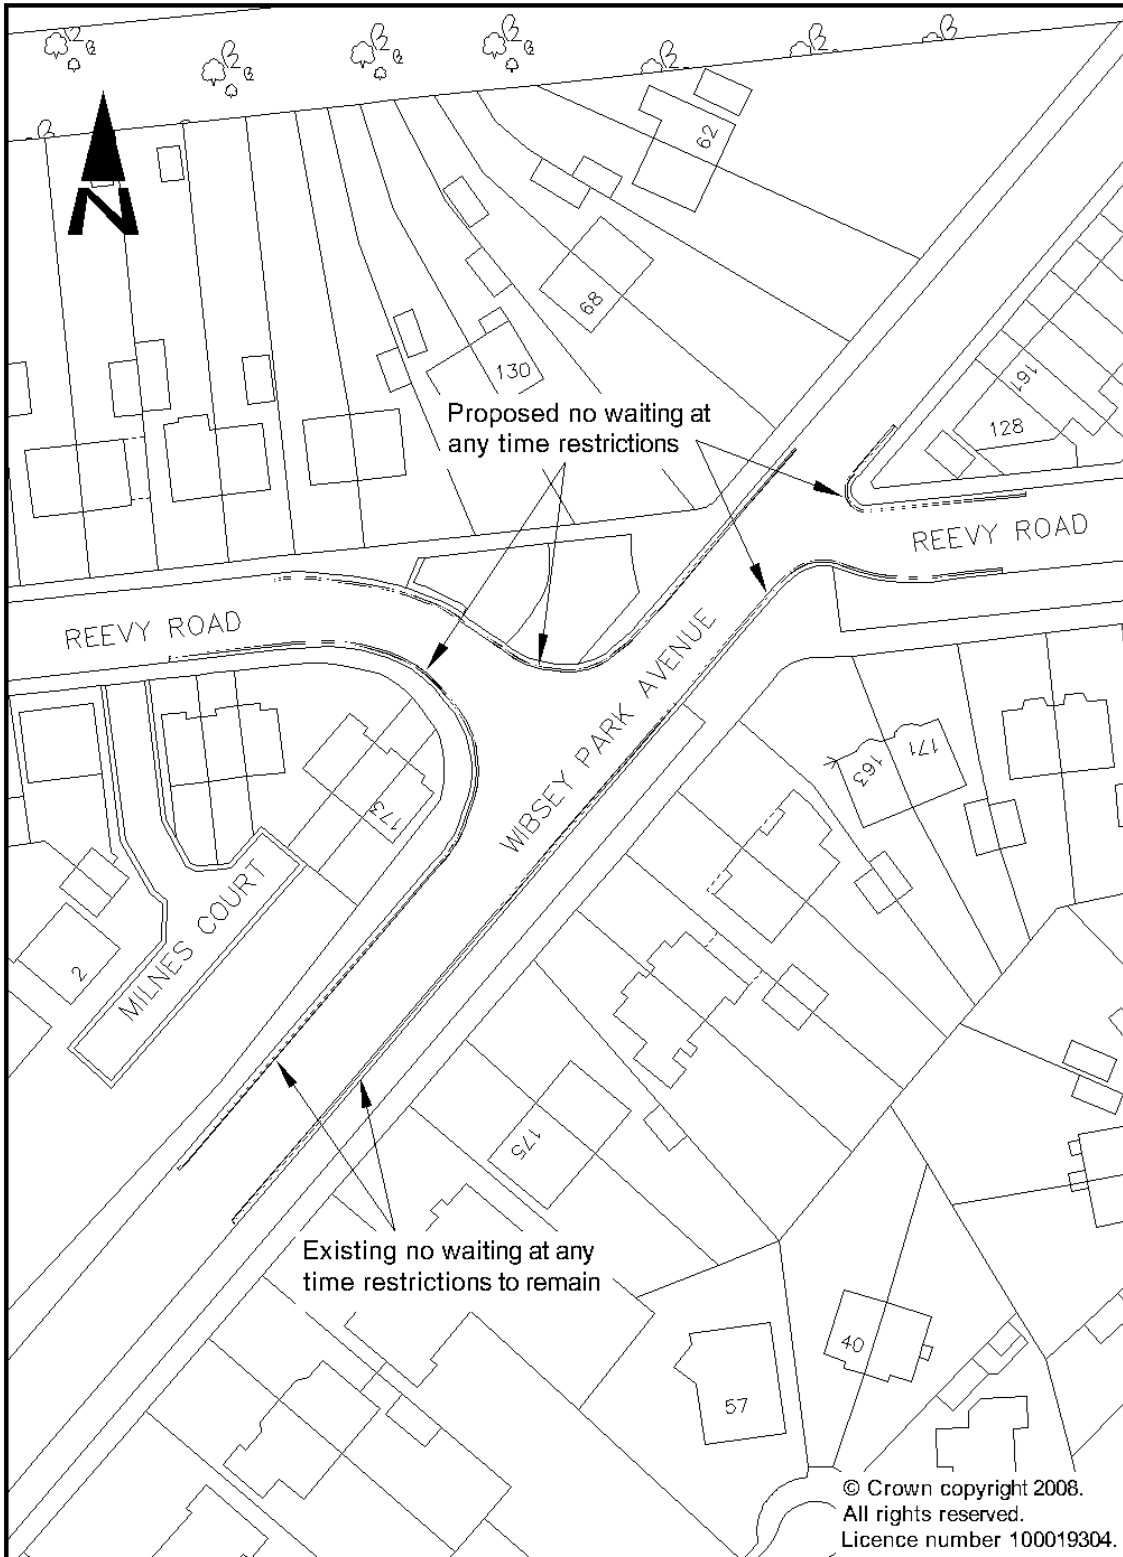 N
62
68
130
Proposed no waiting at
any time restrictions
161
128
REEVY ROAD
REEVY ROAD
WIBSEY PARK AVENUE
171
163
173
MILNES COURT
2
175
Existing no waiting at any
time restrictions to remain
40
57
© Crown copyright 2008.
All rights reserved.
Licence number 100019304.